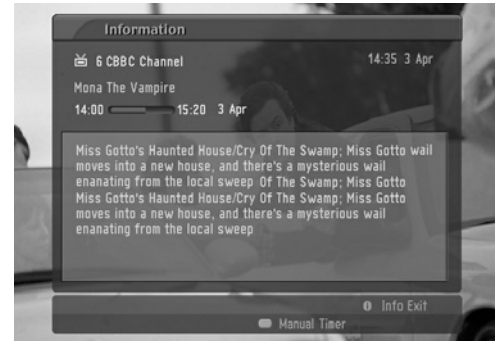 Information
6 CBBC Channel 14:35 3 Apr
Mona The Vampire
14:00 15:20 3 Apr
Miss Gotto's Haunted House/Cry Of The Swamp; Miss Gotto wail
moves into a new house, and there's a mysterious wail
enanating from the local sweep Of The Swamp; Miss Gotto
Miss Gotto's Haunted House/Cry Of The Swamp; Miss Gotto
moves into a new house, and there's a mysterious wail
enanating from the local sweep
Info Exit
Manual Timer